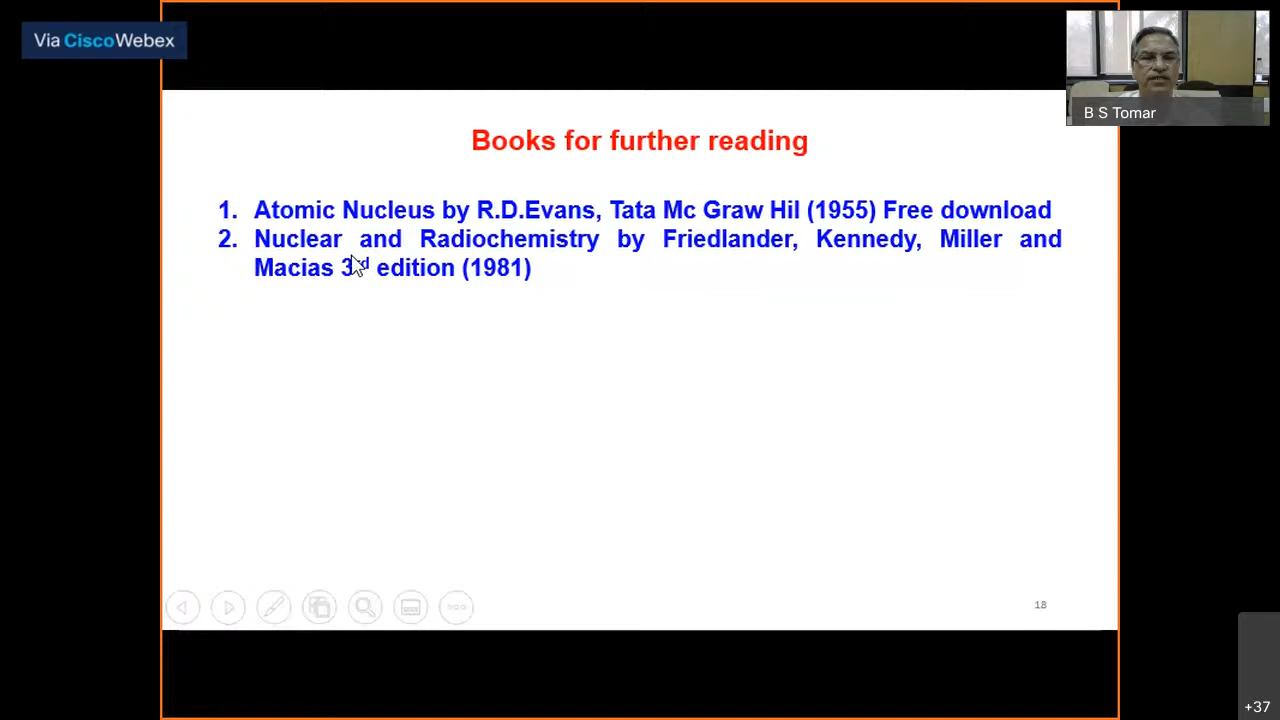 Via CiscoWebex
B S Tomar
Books for further reading
1. Atomic Nucleus by R.D.Evans, Tata Mc Graw Hil (1955) Free download
2. Nuclear and Radiochemistry by Friedlander, Kennedy, Miller and
Macias 3rd edition (1981)
18
+37